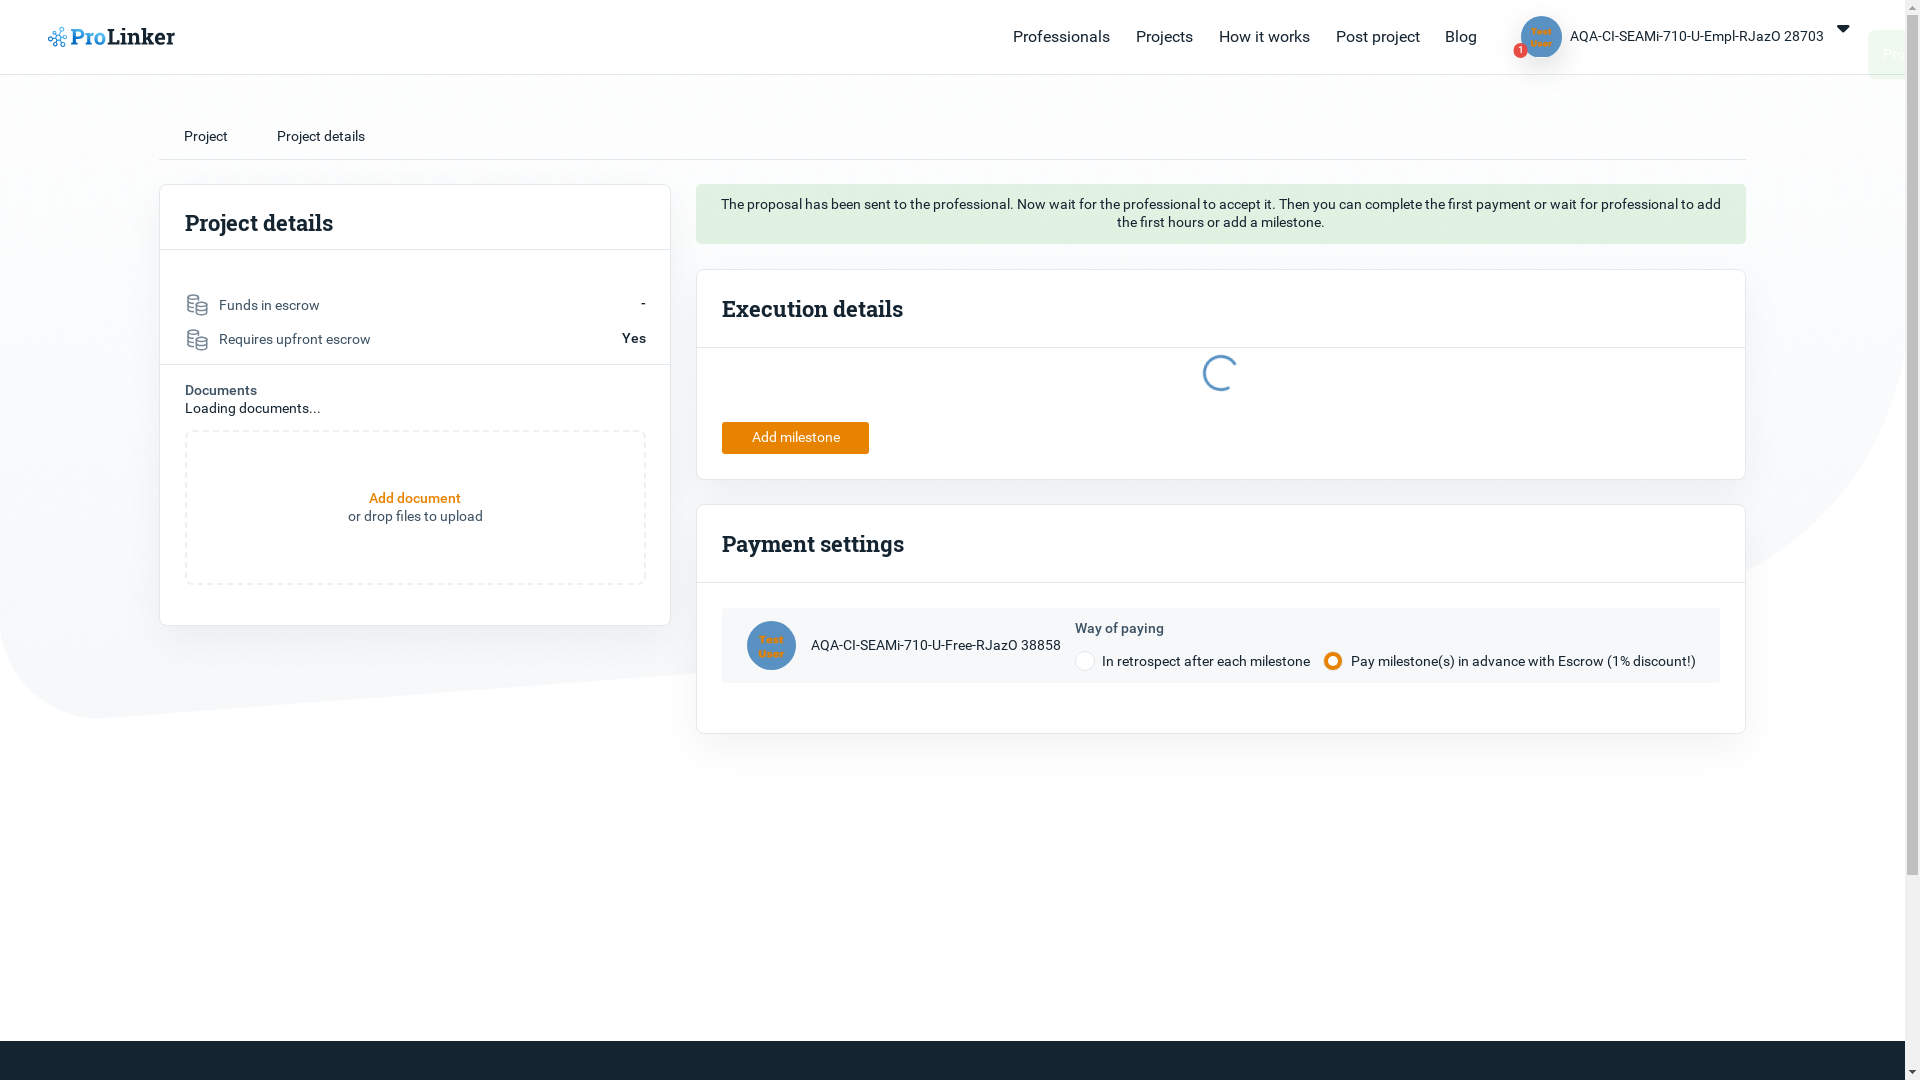 ProLinker
Professionals
Projects
How it works
Post project
Blog
Test
User
1
AQA-CI-SEAMi-710-U-Empl-RJazO 28703
Project
Project details
Project details
Funds in escrow
-
Requires upfront escrow
Yes
Documents
Loading documents...
Add document
or drop files to upload
The proposal has been sent to the professional. Now wait for the professional to accept it. Then you can complete the first payment or wait for professional to add
the first hours or add a milestone.
Execution details
Add milestone
Payment settings
Test
User
AQA-CI-SEAMi-710-U-Free-RJazO 38858
Way of paying
In retrospect after each milestone
Pay milestone(s) in advance with Escrow (1% discount!)